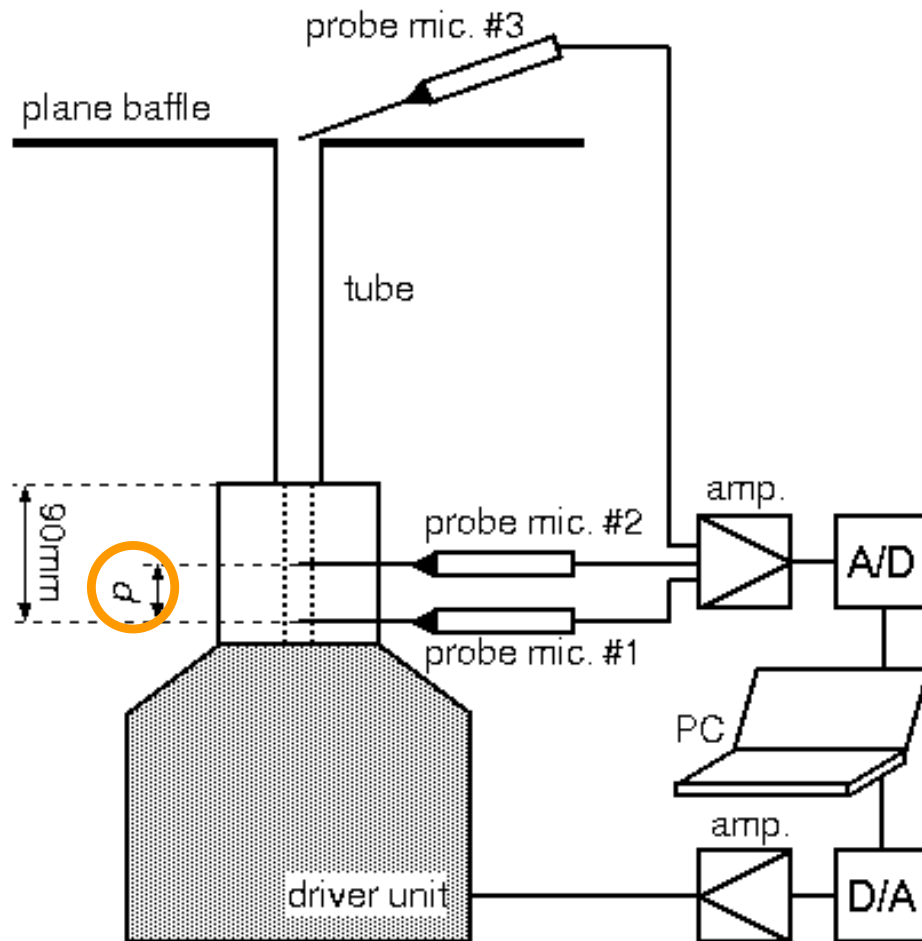 probe mic. #3
plane baffle
tube
90mm
d
amp.
probe mic. #2
A/D
probe mic. #1
PC
amp.
driver unit
D/A